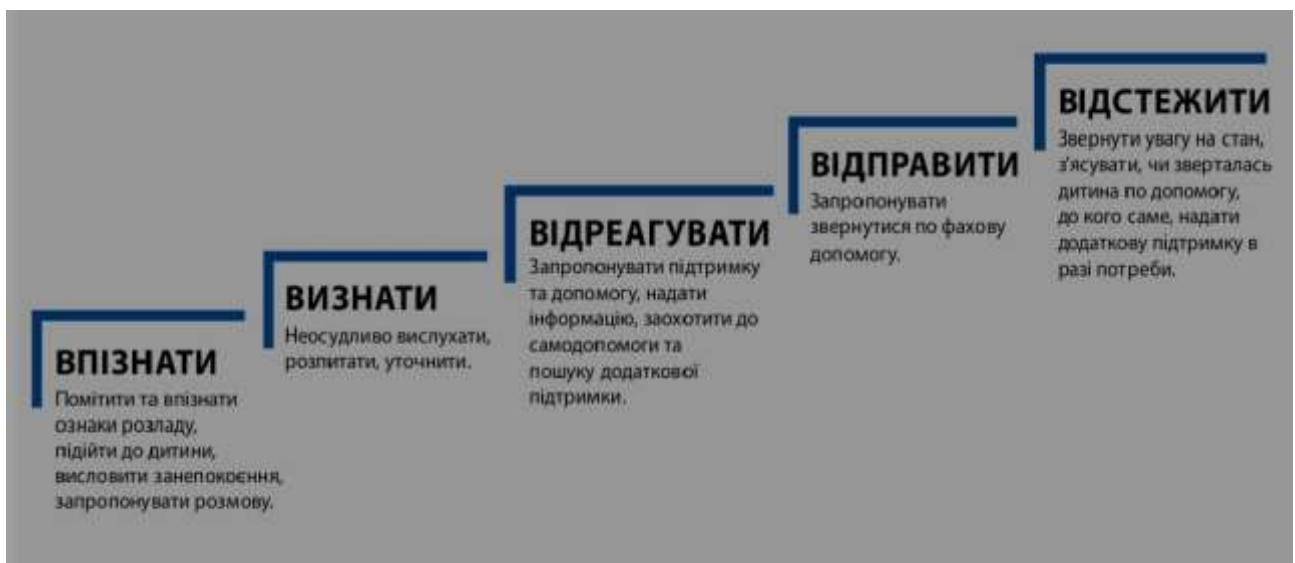 ВПІЗНАТИ
Помітити та впізнати
ознаки розладу,
підійти до дитини,
висловити занепокоєння,
запропонувати розмову.
ВИЗНАТИ
Неосудливо вислухати,
розпитати, уточнити.
ВІДРЕАГУВАТИ
Запропонувати підтримку
та допомогу, надати
інформацію, заохотити до
самодопомоги та
пошуку додаткової
підтримки.
ВІДПРАВИТИ
Запропонувати
звернутися по фахову
допомогу.
ВІДСТЕЖИТИ
Звернути увагу на стан,
з'ясувати, чи зверталась
дитина по допомогу,
до кого саме, надати
додаткову підтримку в
разі потреби.